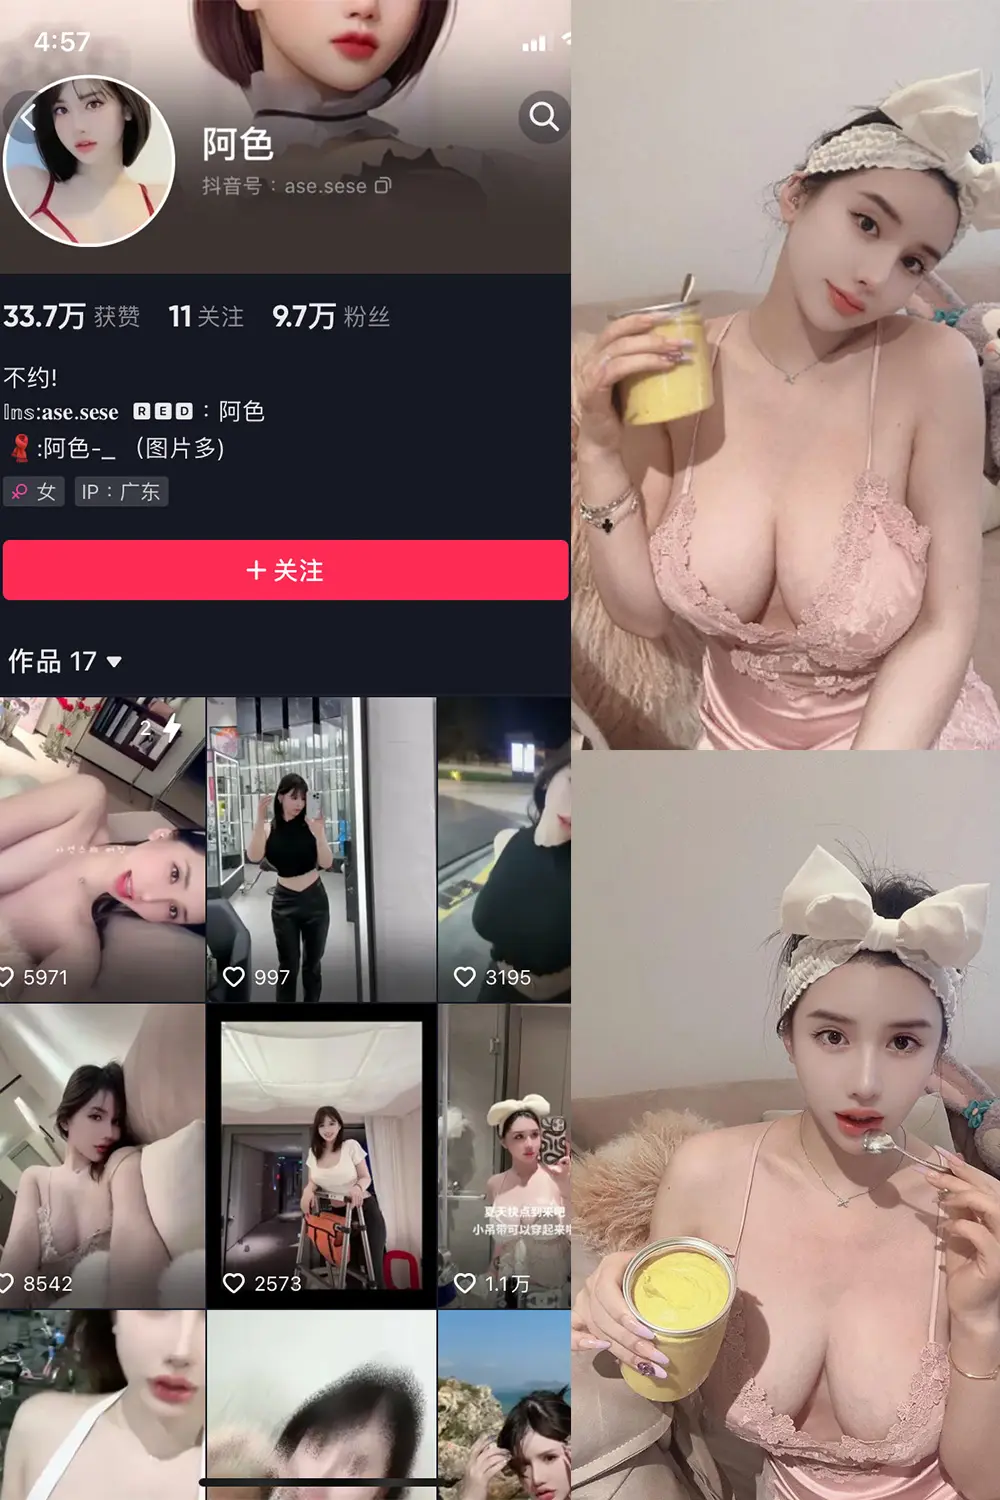 4:57
阿色
抖音号：ase.sese
33.7万 获赞 11 关注 9.7万 粉丝
不约!
𝕀𝕟𝕤:𝐚𝐬𝐞.𝐬𝐞𝐬𝐞 🆁🅴🅳：阿色
:阿色-_ （图片多）
女 IP：广东
+ 关注
作品 17
2
5971 997 3195
夏天快点到来吧
小吊带可以穿起来
8542 2573 1.1万